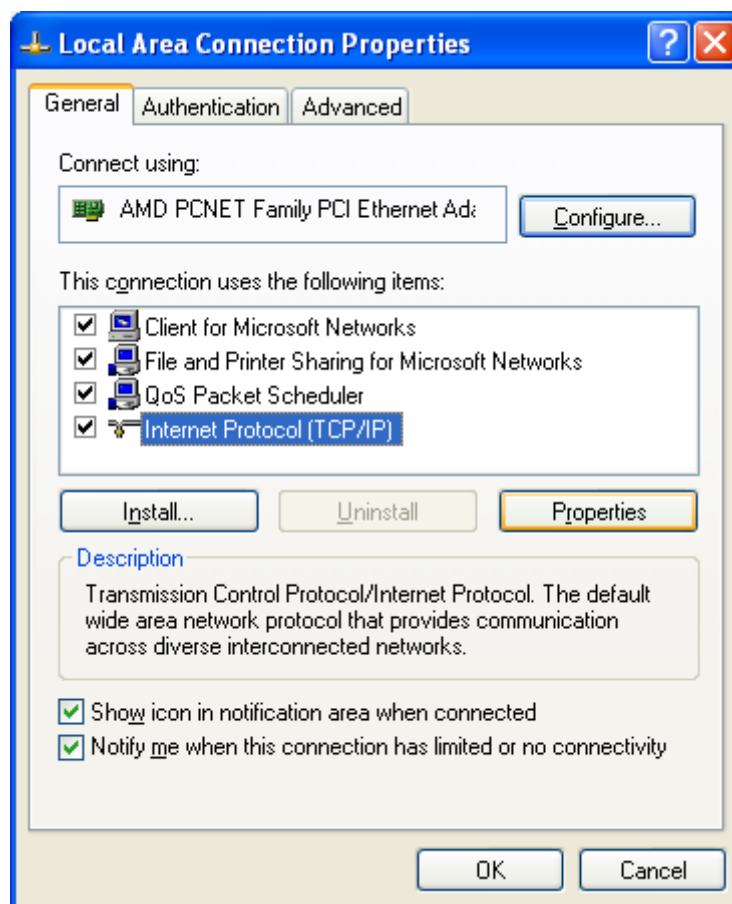 Local Area Connection Properties
General Authentication Advanced
Connect using:
AMD PCNET Family PCI Ethernet Ada
Configure...
This connection uses the following items:
Client for Microsoft Networks
File and Printer Sharing for Microsoft Networks
QoS Packet Scheduler
Internet Protocol (TCP/IP)
Install... Uninstall Properties
Description
Transmission Control Protocol/Internet Protocol. The default
wide area network protocol that provides communication
across diverse interconnected networks.
Show icon in notification area when connected
Notify me when this connection has limited or no connectivity
OK Cancel